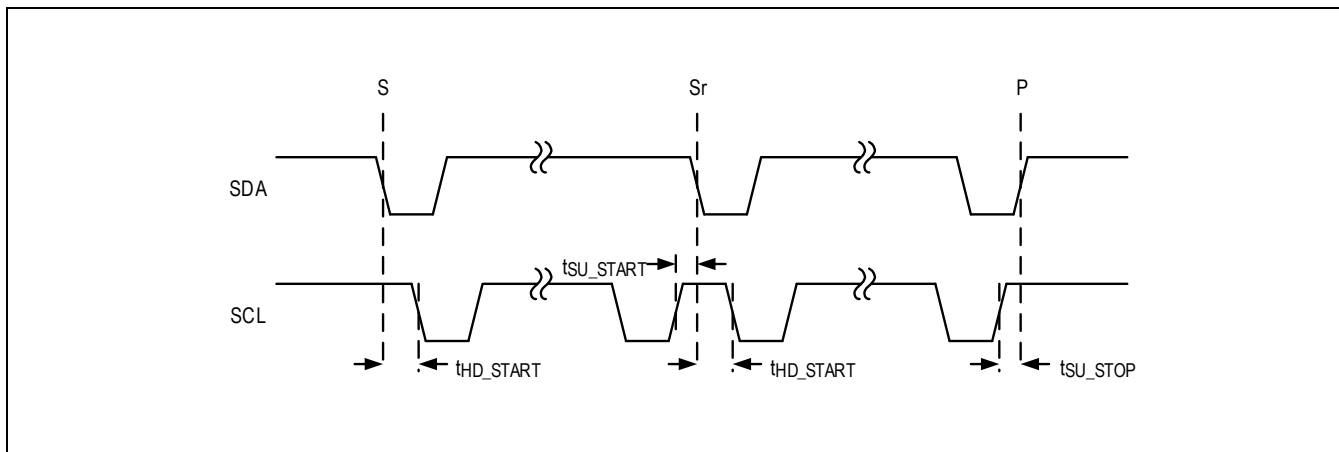 S Sr P
SDA
tSU_START
SCL
tHD_START tHD_START tSU_STOP